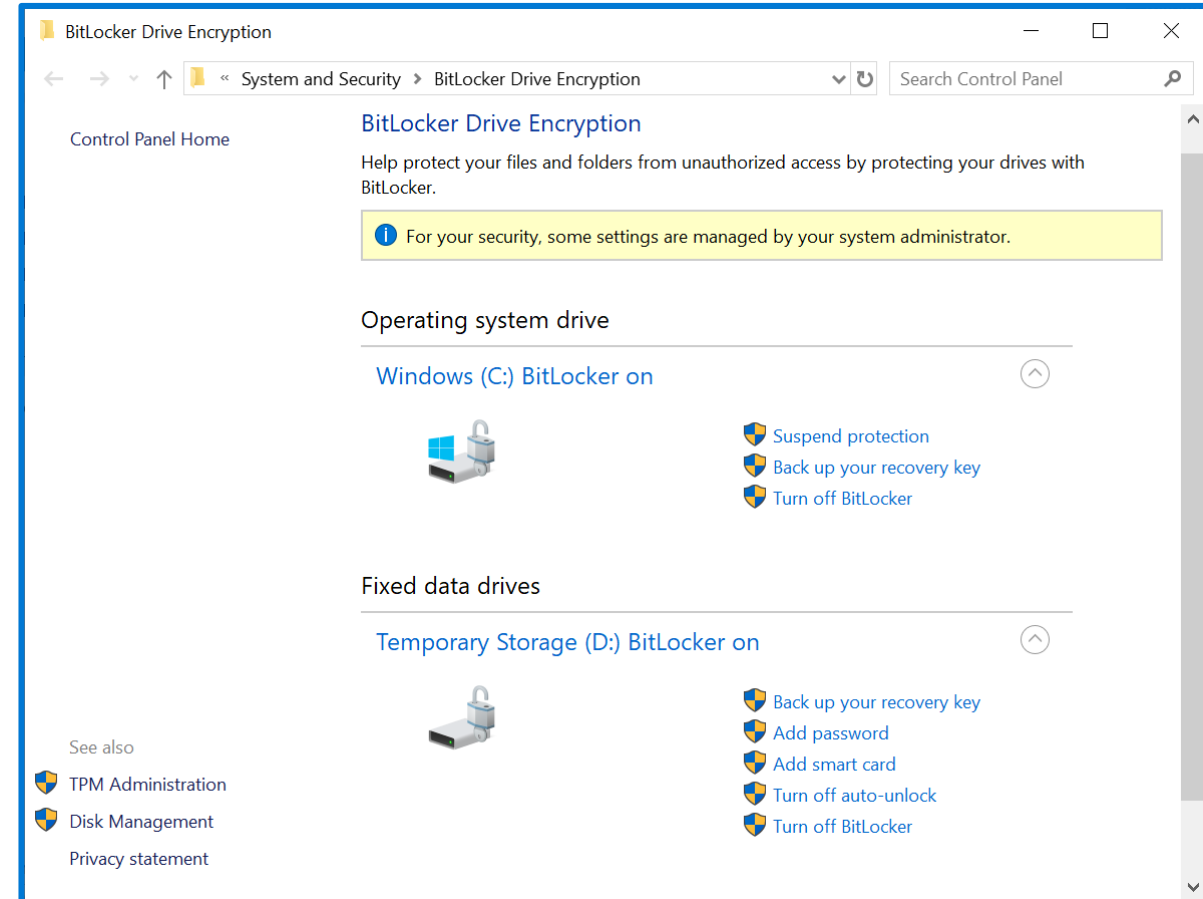 BitLocker Drive Encryption
« System and Security > BitLocker Drive Encryption
Search Control Panel
Control Panel Home
BitLocker Drive Encryption
Help protect your files and folders from unauthorized access by protecting your drives with
BitLocker.
For your security, some settings are managed by your system administrator.
Operating system drive
Windows (C:) BitLocker on
Suspend protection
Back up your recovery key
Turn off BitLocker
Fixed data drives
Temporary Storage (D:) BitLocker on
Back up your recovery key
Add password
Add smart card
Turn off auto-unlock
Turn off BitLocker
See also
TPM Administration
Disk Management
Privacy statement